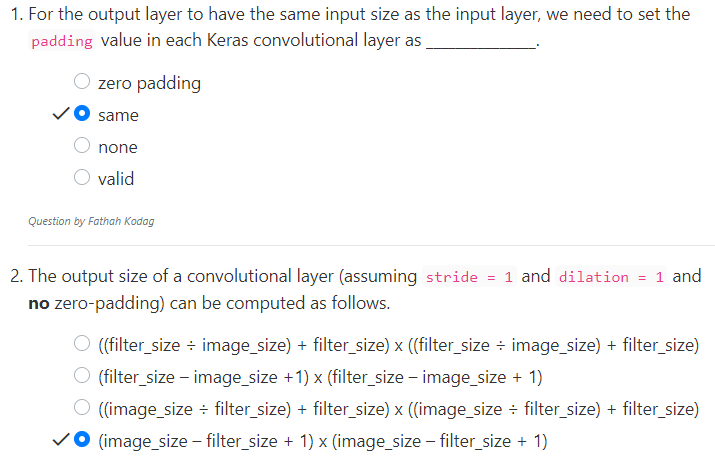 1. For the output layer to have the same input size as the input layer, we need to set the
padding value in each Keras convolutional layer as ______________.
zero padding
same
none
valid
Question by Fathah Kodag
2. The output size of a convolutional layer (assuming stride = 1 and dilation = 1 and
no zero-padding) can be computed as follows.
((filter_size ÷ image_size) + filter_size) x ((filter_size ÷ image_size) + filter_size)
(filter_size – image_size +1) x (filter_size – image_size + 1)
((image_size ÷ filter_size) + filter_size) x ((image_size ÷ filter_size) + filter_size)
(image_size – filter_size + 1) x (image_size – filter_size + 1)